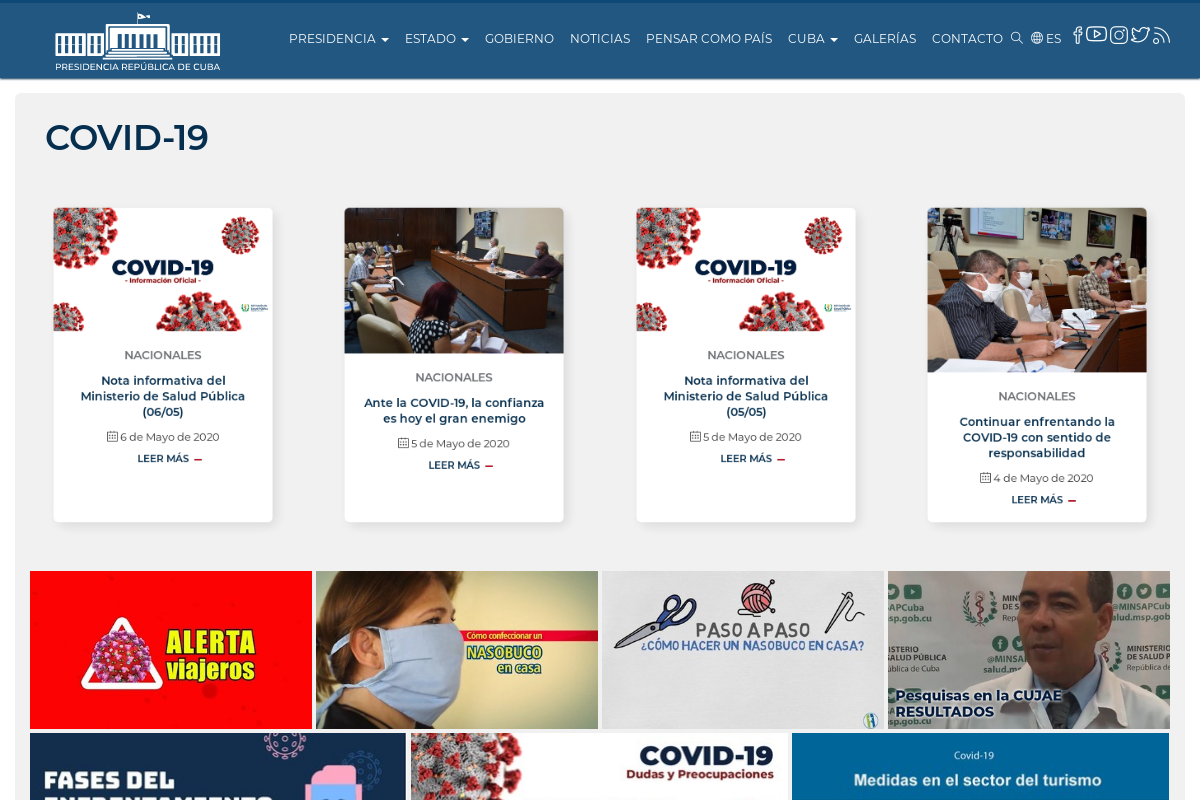 PRESIDENCIA REPÚBLICA DE CUBA
PRESIDENCIA ESTADO GOBIERNO NOTICIAS PENSAR COMO PAÍS CUBA GALERÍAS CONTACTO ES
COVID-19
COVID-19
- Información Oficial -
NACIONALES
Nota informativa del
Ministerio de Salud Pública
(06/05)
6 de Mayo de 2020
LEER MÁS
NACIONALES
Ante la COVID-19, la confianza
es hoy el gran enemigo
5 de Mayo de 2020
LEER MÁS
COVID-19
- Información Oficial -
NACIONALES
Nota informativa del
Ministerio de Salud Pública
(05/05)
5 de Mayo de 2020
LEER MÁS
NACIONALES
Continuar enfrentando la
COVID-19 con sentido de
responsabilidad
4 de Mayo de 2020
LEER MÁS
ALERTA
viajeros
Cómo confeccionar un
NASOBUCO
en casa
PASO A PASO
¿CÓMO HACER UN NASOBUCO EN CASA?
@MINSAPCub
msp.gob.cu
MINISTERIO
DE SALUD PÚBLICA
República de Cuba
@MINSAP
salud.ms
Pesquisas en la CUJAE
RESULTADOS
msp.gob.cu
FASES DEL
COVID-19
Dudas y Preocupaciones
Covid-19
Medidas en el sector del turismo